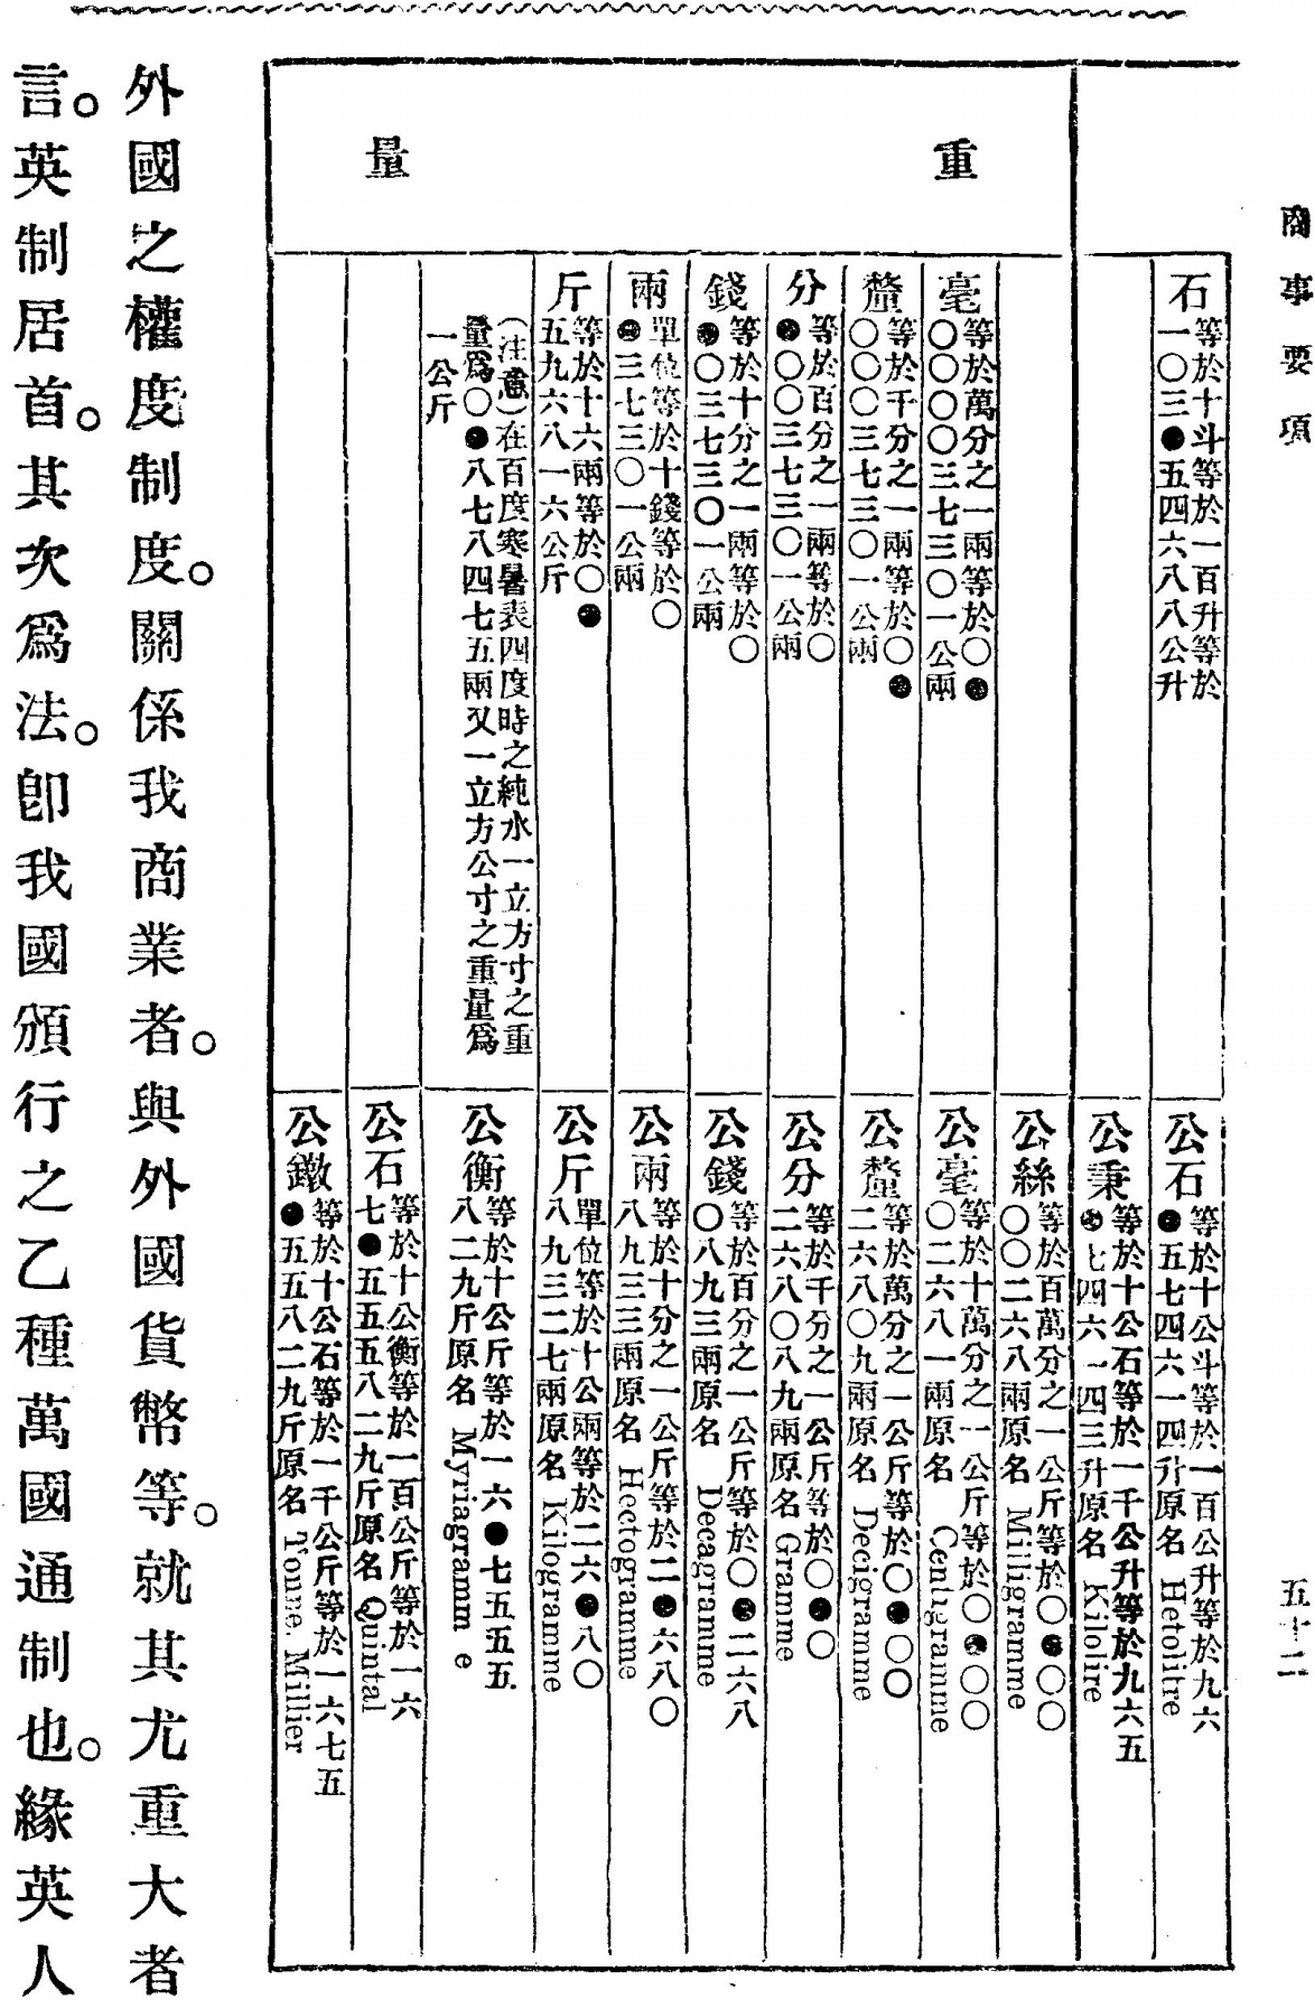 商事要項
五十二
石
等於十斗等於一百升等於
一〇三●五四六八八公升
公石
等於十公斗等於一百公升等於九六
●五七四六一四升原名 Hetolitre
公秉
等於十公石等於一千公升等於九六五
●七四六一四三升原名 Kilolire
重量
公絲
等於百萬分之一公斤等於〇●〇〇
〇〇二六八兩原名 Milligramme
毫
等於萬分之一兩等於〇●
〇〇〇〇三七三〇一公兩
公毫
等於十萬分之一公斤等於〇●〇〇
〇二六八一兩原名 Centigramme
釐
等於千分之一兩等於〇●
〇〇〇三七三〇一公兩
公釐
等於萬分之一公斤等於〇●〇〇
二六八〇九兩原名 Decigramme
分
等於百分之一兩等於〇
●〇〇三七三〇一公兩
公分
等於千分之一公斤等於〇●〇
二六八〇八九兩原名 Gramme
錢
等於十分之一兩等於〇
●〇三七三〇一公兩
公錢
等於百分之一公斤等於〇●二六八
〇八九三兩原名 Decagramme
兩
單位等於十錢等於〇
●三七三〇一公兩
公兩
等於十分之一公斤等於二●六八〇
八九三三兩原名 Hectogramme
斤
等於十六兩等於〇●
五九六八一六公斤
公斤
單位等於十公兩等於二六●八〇
八九三二七兩原名 Kilogramme
(注意)在百度寒暑表四度時之純水一立方寸之重
量爲〇●八七八四七五兩又一立方公寸之重量爲
一公斤
公衡
等於十公斤等於一六●七五五五
八二九斤原名 Myriagramm e
公石
等於十公衡等於一百公斤等於一六
七●五五五八二九斤原名 Quintal
公鐓
等於十公石等於一千公斤等於一六七五
●五五八二九斤原名 Tonne Millier
外國之權度制度。關係我商業者。與外國貨幣等。就其尤重大者
言。英制居首。其次爲法。卽我國頒行之乙種萬國通制也。緣英人